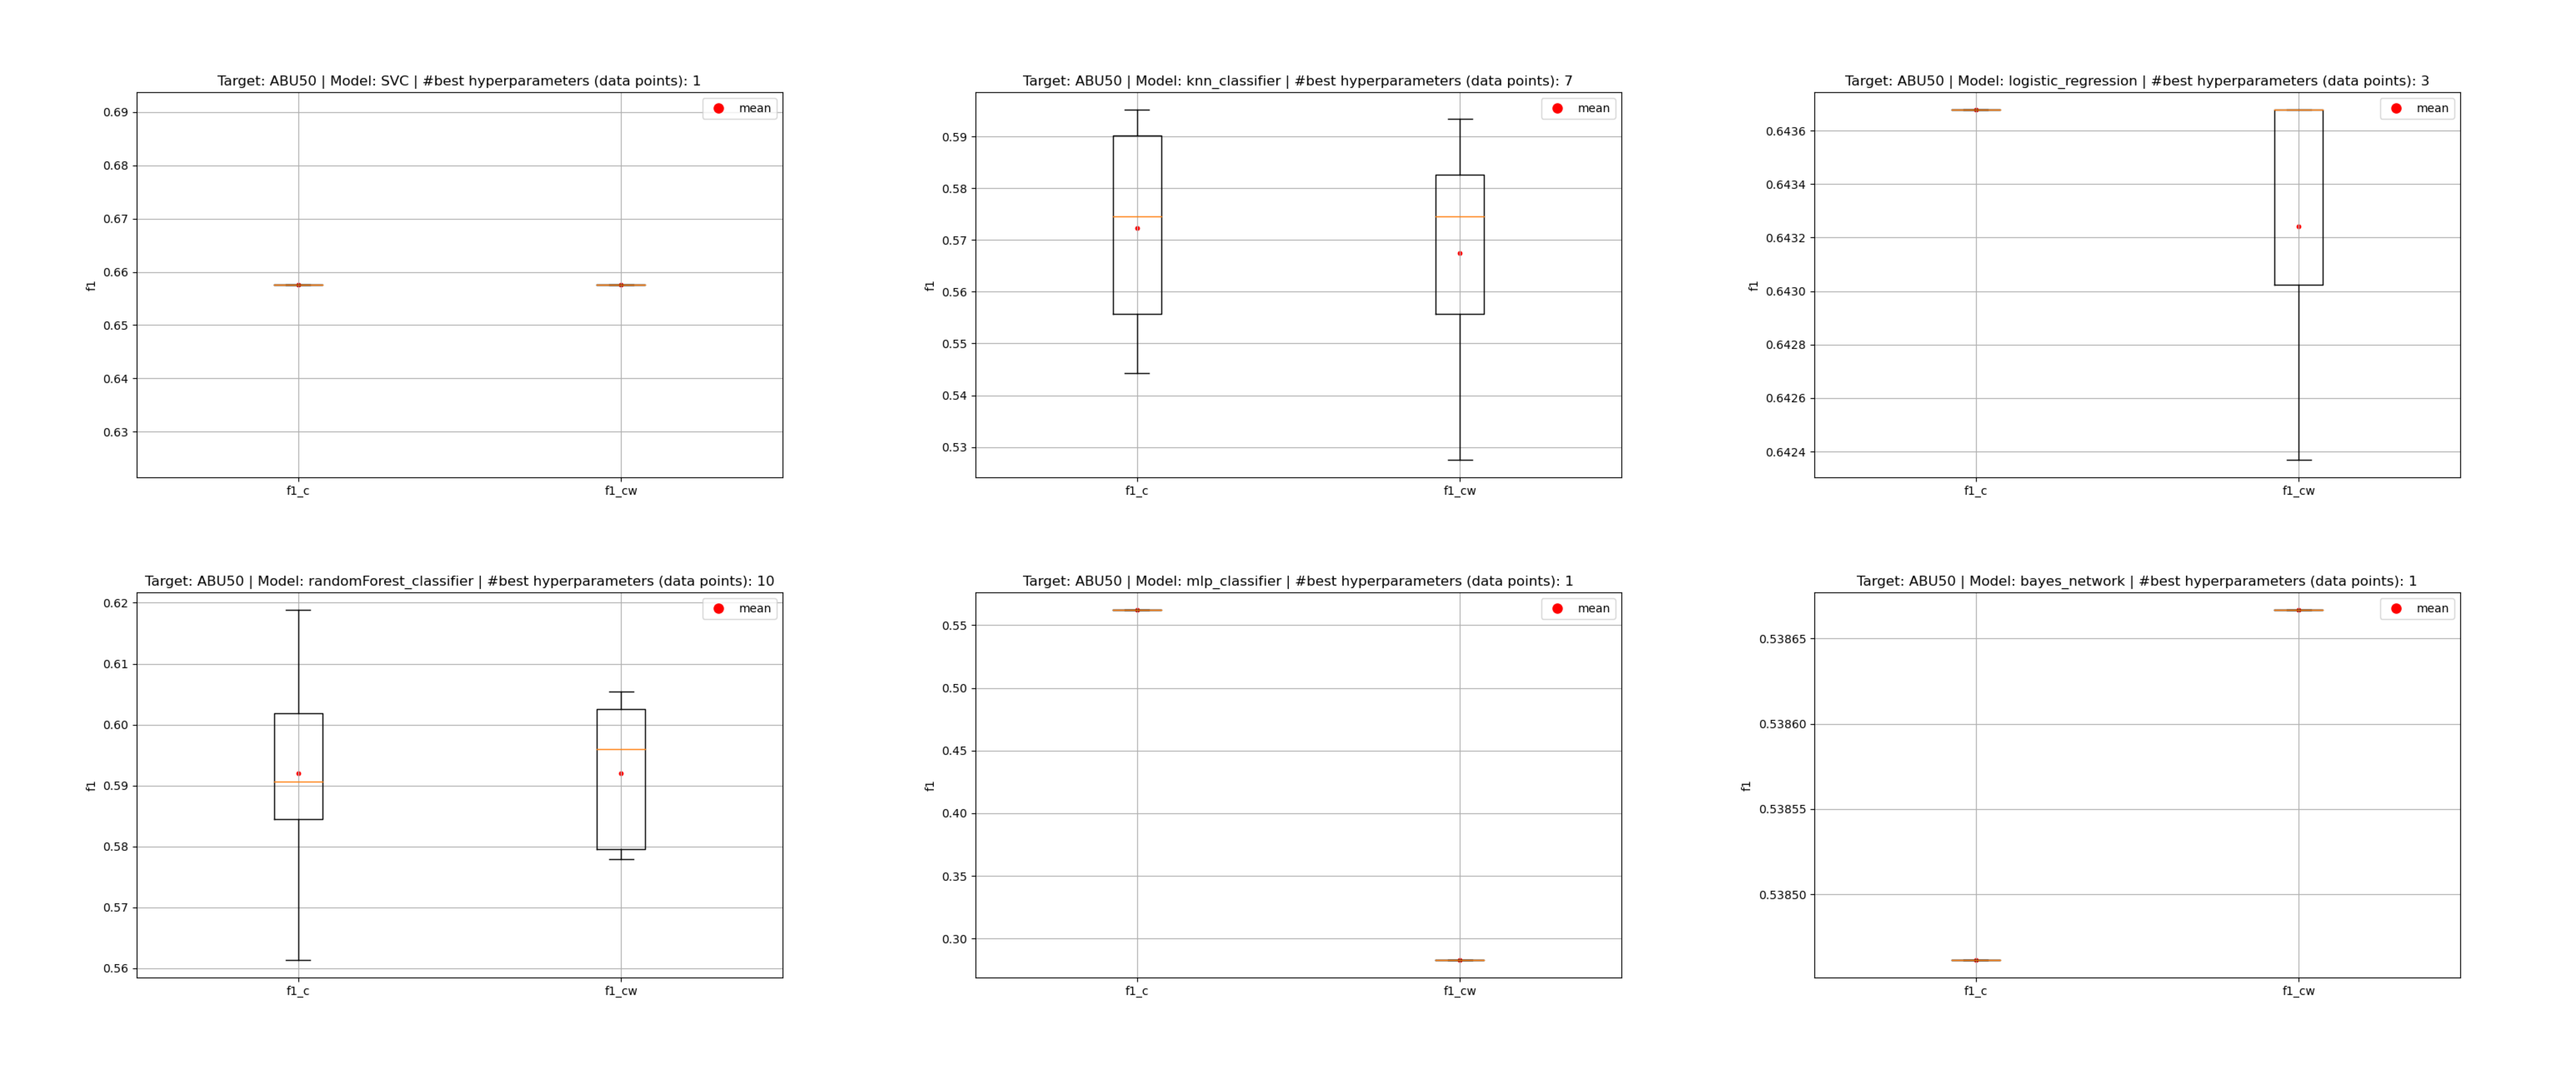 Target: ABU50 | Model: SVC | #best hyperparameters (data points): 1
mean
0.69
0.68
0.67
0.66
0.65
0.64
0.63
f1
f1_c
f1_cw
Target: ABU50 | Model: knn_classifier | #best hyperparameters (data points): 7
mean
0.59
0.58
0.57
0.56
0.55
0.54
0.53
f1
f1_c
f1_cw
Target: ABU50 | Model: logistic_regression | #best hyperparameters (data points): 3
mean
0.6436
0.6434
0.6432
0.6430
0.6428
0.6426
0.6424
f1
f1_c
f1_cw
Target: ABU50 | Model: randomForest_classifier | #best hyperparameters (data points): 10
mean
0.62
0.61
0.60
0.59
0.58
0.57
0.56
f1
f1_c
f1_cw
Target: ABU50 | Model: mlp_classifier | #best hyperparameters (data points): 1
mean
0.55
0.50
0.45
0.40
0.35
0.30
f1
f1_c
f1_cw
Target: ABU50 | Model: bayes_network | #best hyperparameters (data points): 1
mean
0.53865
0.53860
0.53855
0.53850
f1
f1_c
f1_cw